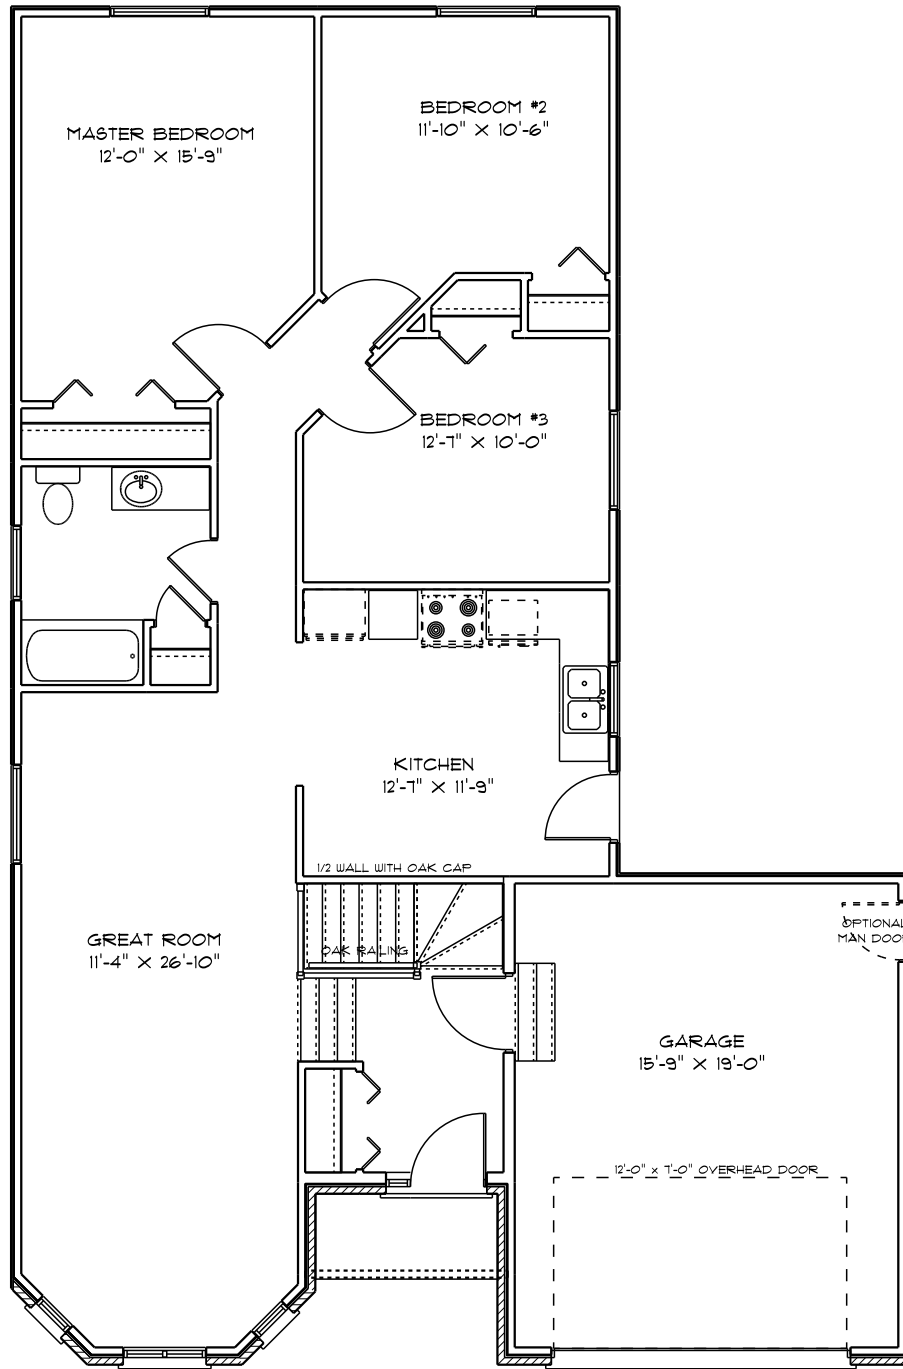 BEDROOM #2
11'-10" X 10'-6"
MASTER BEDROOM
12'-0" X 15'-9"
BEDROOM #3
12'-7" X 10'-0"
KITCHEN
12'-7" X 11'-9"
1/2 WALL WITH OAK CAP
OAK RAILING
GREAT ROOM
11'-4" X 26'-10"
OPTIONAL
MAN DOOR
GARAGE
15'-9" X 19'-0"
12'-0" x 7'-0" OVERHEAD DOOR